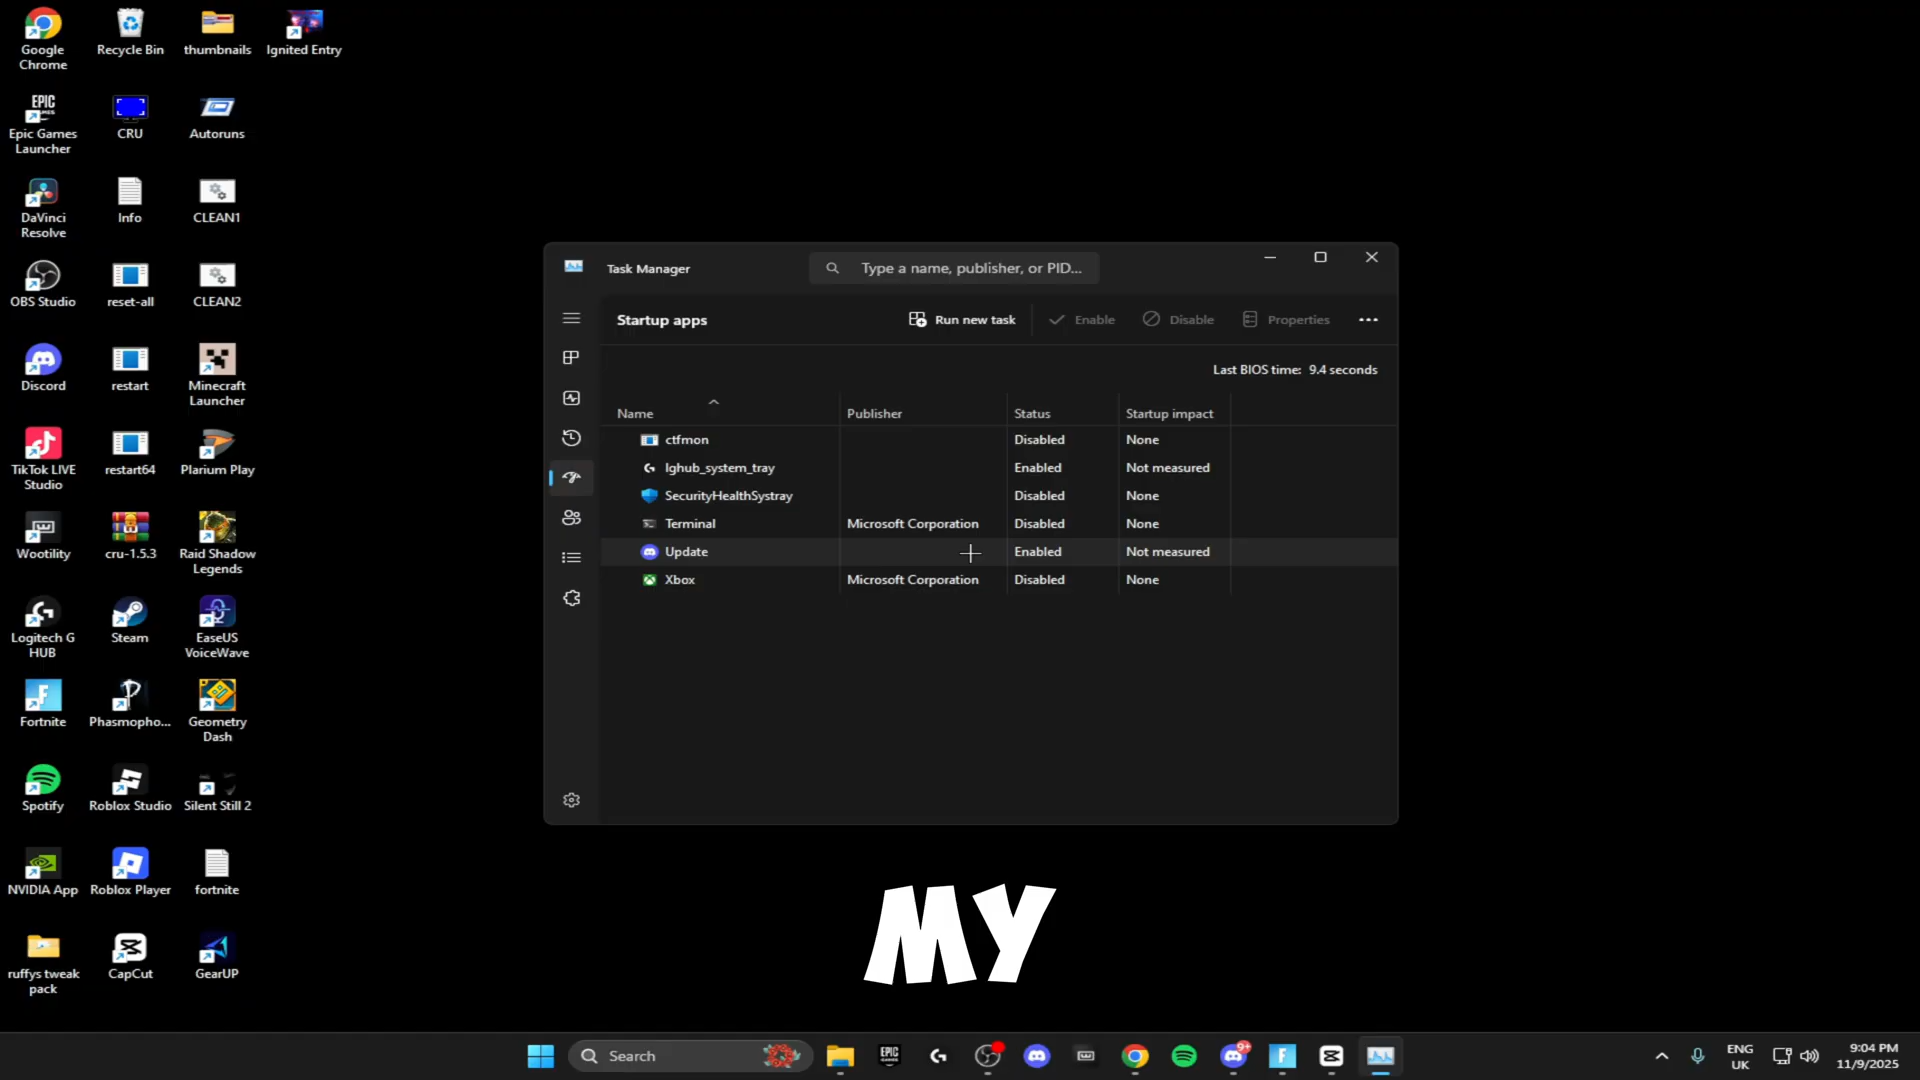 Google
Chrome
Recycle Bin
thumbnails
Ignited Entry
EPIC
GAMES
Epic Games
Launcher
CRU
Autoruns
DaVinci
Resolve
Info
CLEAN1
OBS Studio
reset-all
CLEAN2
Discord
restart
Minecraft
Launcher
TikTok LIVE
Studio
restart64
Plarium Play
Wootility
cru-1.5.3
Raid Shadow
Legends
Logitech G
HUB
Steam
EaseUS
VoiceWave
Fortnite
Phasmopho...
Geometry
Dash
Spotify
Roblox Studio
Silent Still 2
NVIDIA App
Roblox Player
fortnite
ruffys tweak
pack
CapCut
GearUP
Task Manager
Type a name, publisher, or PID...
Startup apps
Run new task
Enable
Disable
Properties
Last BIOS time: 9.4 seconds
Name Publisher Status Startup impact
ctfmon Disabled None
lghub_system_tray Enabled Not measured
SecurityHealthSystray Disabled None
Terminal Microsoft Corporation Disabled None
Update Enabled Not measured
Xbox Microsoft Corporation Disabled None
MY
Search
EPIC
GAMES
9+
ENG
UK
9:04 PM
11/9/2025